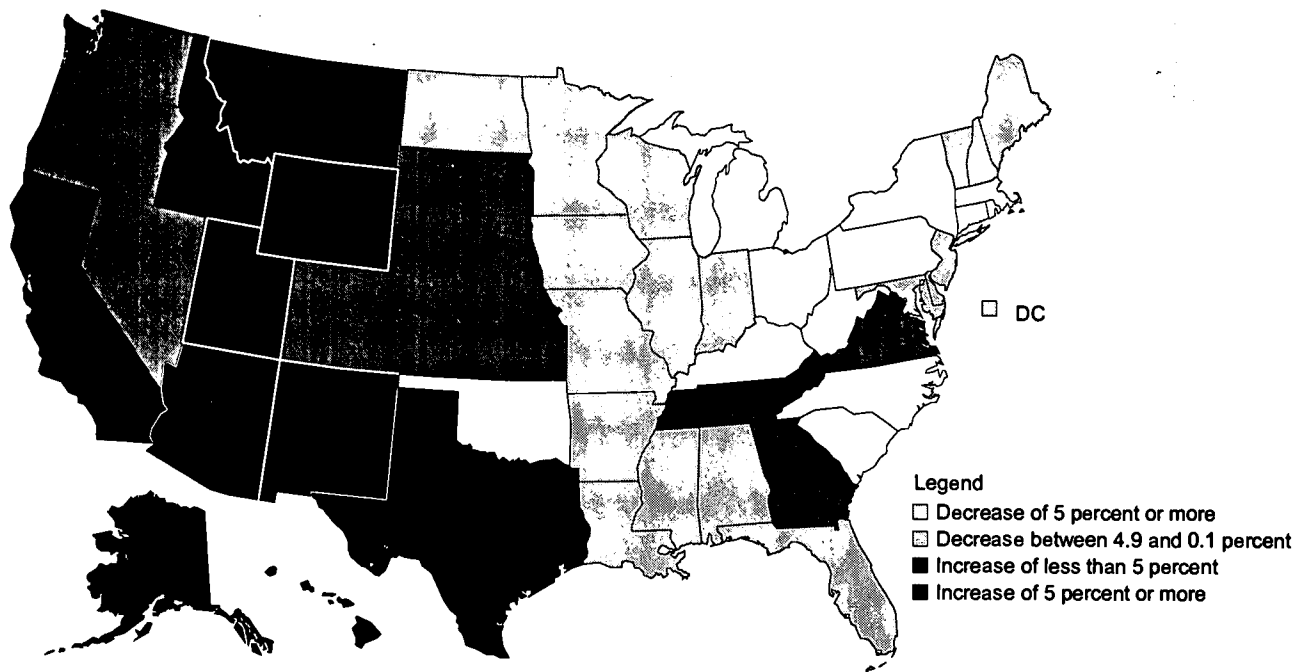 DC
Legend
Decrease of 5 percent or more
Decrease between 4.9 and 0.1 percent
Increase of less than 5 percent
Increase of 5 percent or more